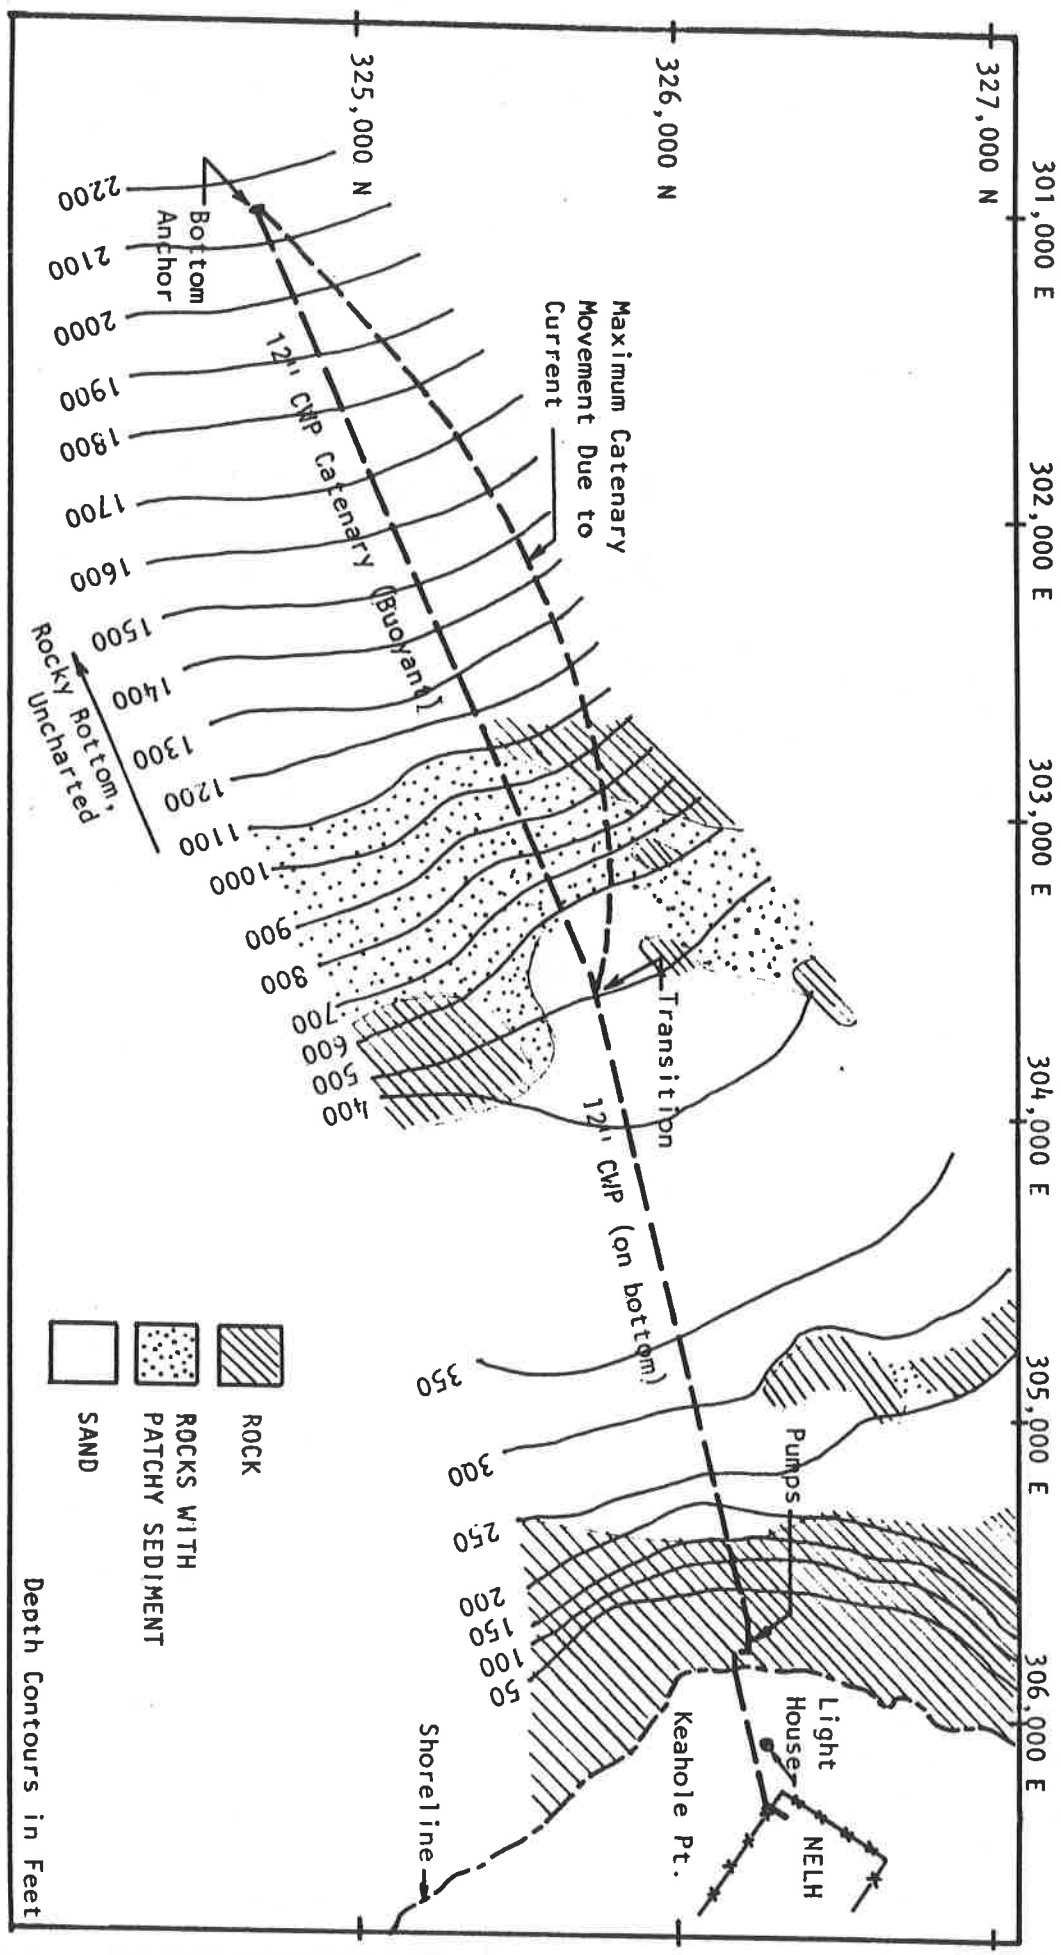 301,000 E
302,000 E
303,000 E
304,000 E
305,000 E
306,000 E
327,000 N
326,000 N
325,000 N
Maximum Catenary
Movement Due to
Current
Bottom
Anchor
12" CWP Catenary (Buoyant)
Transition
12" CWP (on bottom)
Pumps
Light
House
NELH
Keahole Pt.
Shoreline
2200
2100
2000
1900
1800
1700
1600
1500
1400
1300
1200
1100
1000
900
800
700
600
500
400
350
300
250
200
150
100
50
Rocky Bottom,
Uncharted
ROCK
ROCKS WITH
PATCHY SEDIMENT
SAND
Depth Contours in Feet